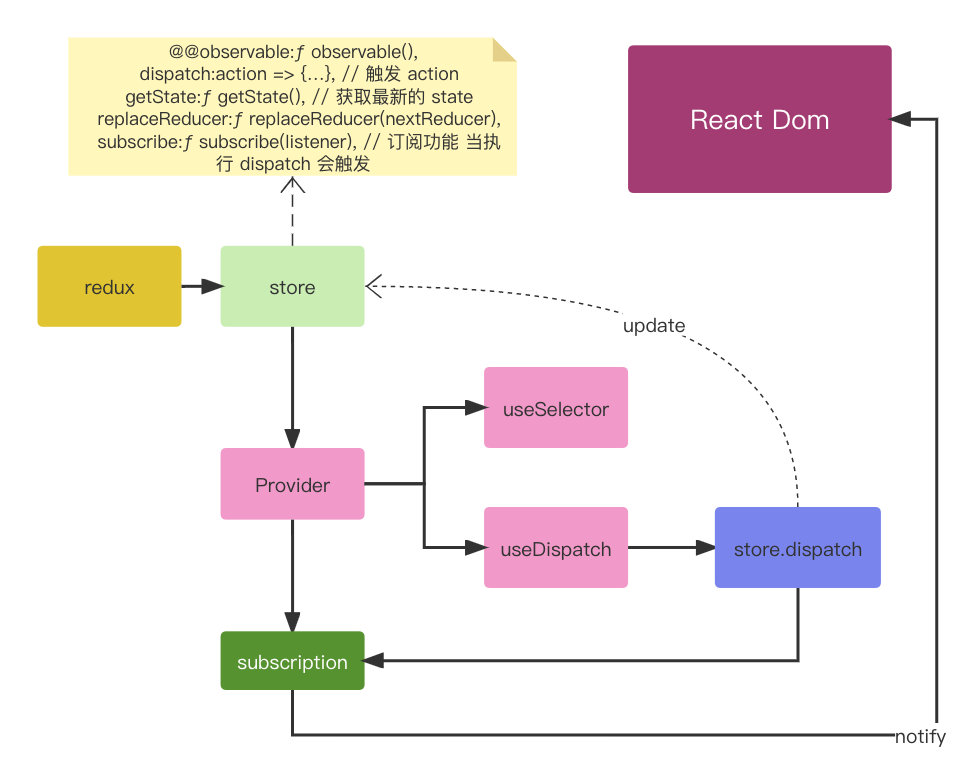 @@observable:ƒ observable(),
dispatch:action => {…}, // 触发 action
getState:ƒ getState(), // 获取最新的 state
replaceReducer:ƒ replaceReducer(nextReducer),
subscribe:ƒ subscribe(listener), // 订阅功能 当执
行 dispatch 会触发
React Dom
redux
store
update
useSelector
Provider
useDispatch
store.dispatch
subscription
notify